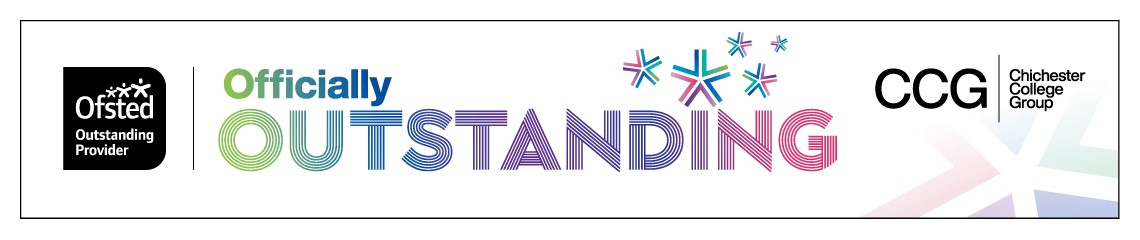 Ofsted
Outstanding
Provider
Officially
OUTSTANDING
CCG
Chichester
College
Group